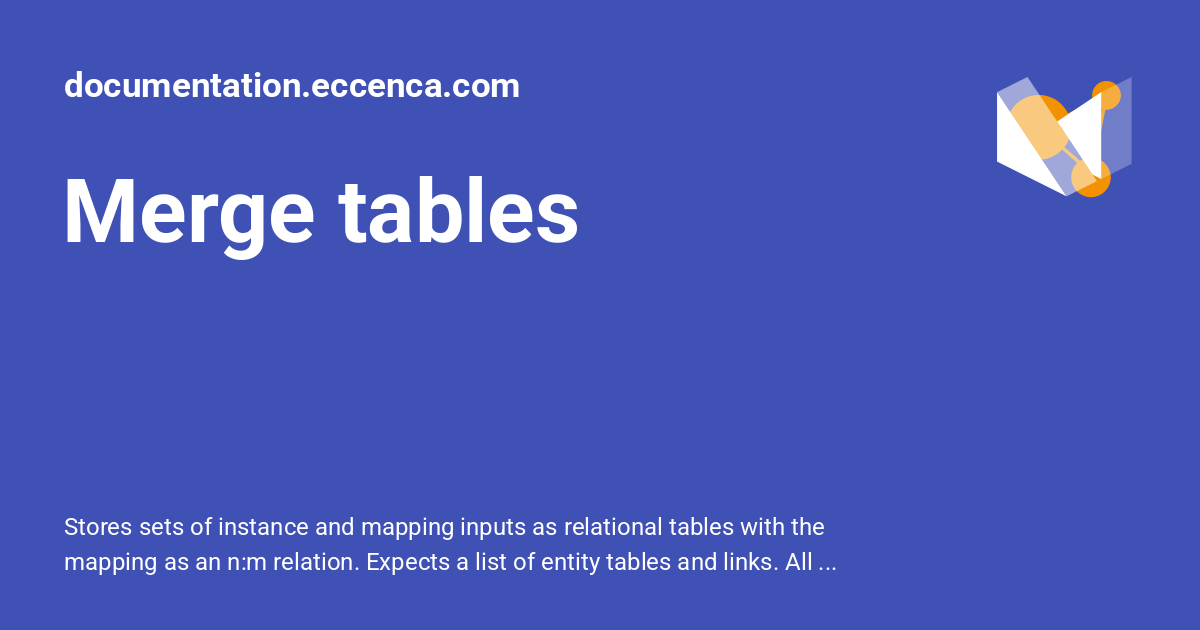 documentation.eccenca.com
Merge tables
Stores sets of instance and mapping inputs as relational tables with the
mapping as an n:m relation. Expects a list of entity tables and links. All ...